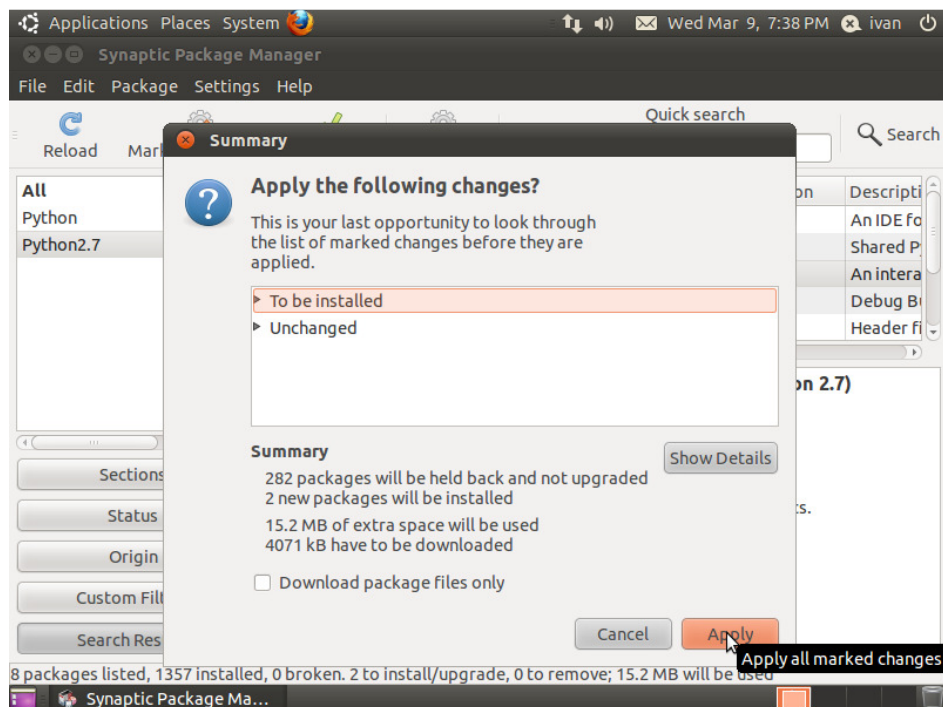 Applications Places System
Wed Mar 9, 7:38 PM
ivan
Synaptic Package Manager
File Edit Package Settings Help
Quick search
Reload
Search
Summary
All
Python
Python2.7
Apply the following changes?
This is your last opportunity to look through
the list of marked changes before they are
applied.
To be installed
Unchanged
An IDE fo
Shared P
An intera
Debug B
Header fi
Summary
Show Details
282 packages will be held back and not upgraded
2 new packages will be installed
15.2 MB of extra space will be used
4071 kB have to be downloaded
Download package files only
Cancel
Apply
Apply all marked changes
Sections
Status
Origin
Custom Filt
Search Res
8 packages listed, 1357 installed, 0 broken. 2 to install/upgrade, 0 to remove; 15.2 MB will be used
Synaptic Package Ma...